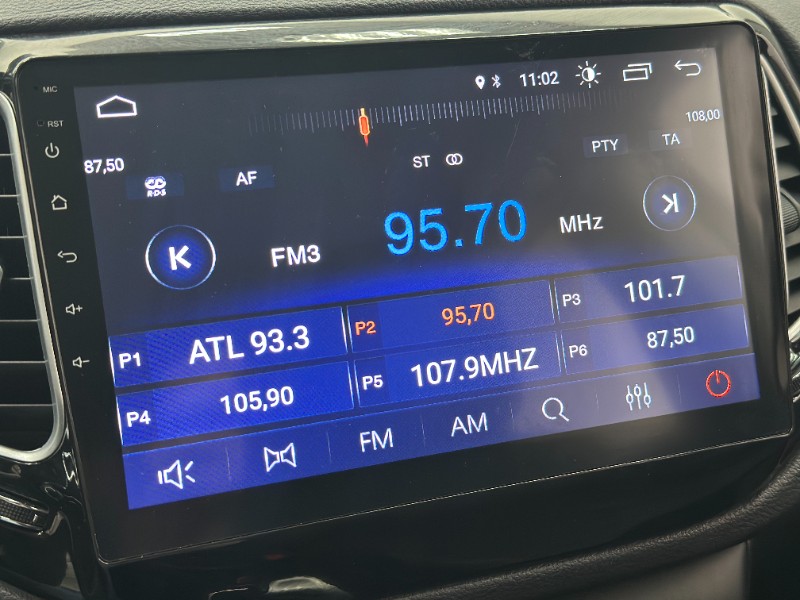 MIC
11:02
RST
87,50
108,00
RDS
AF
ST
PTY
TA
FM3
95.70
MHz
P1 ATL 93.3
P2 95,70
P3 101.7
P4 105,90
P5 107.9MHZ
P6 87,50
FM
AM